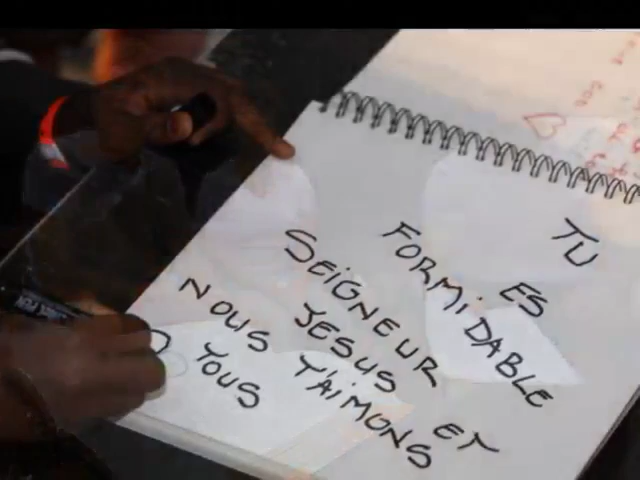 TU
ES
FORMIDABLE
SEIGNEUR
JESUS ET
NOUS T'AIMONS
TOUS